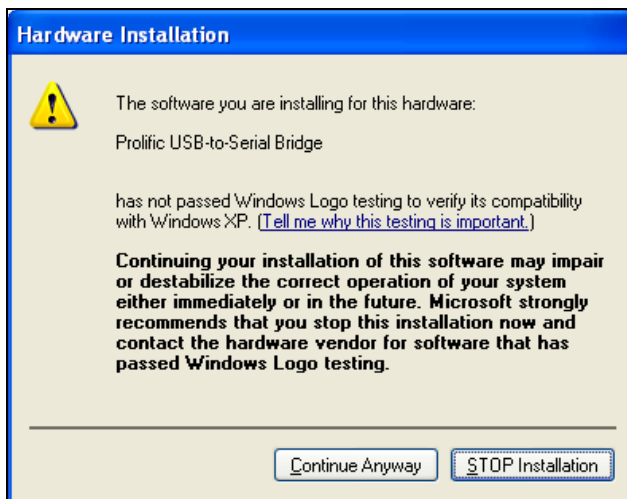 Hardware Installation
The software you are installing for this hardware:
Prolific USB-to-Serial Bridge
has not passed Windows Logo testing to verify its compatibility
with Windows XP. (Tell me why this testing is important.)
Continuing your installation of this software may impair
or destabilize the correct operation of your system
either immediately or in the future. Microsoft strongly
recommends that you stop this installation now and
contact the hardware vendor for software that has
passed Windows Logo testing.
Continue Anyway STOP Installation